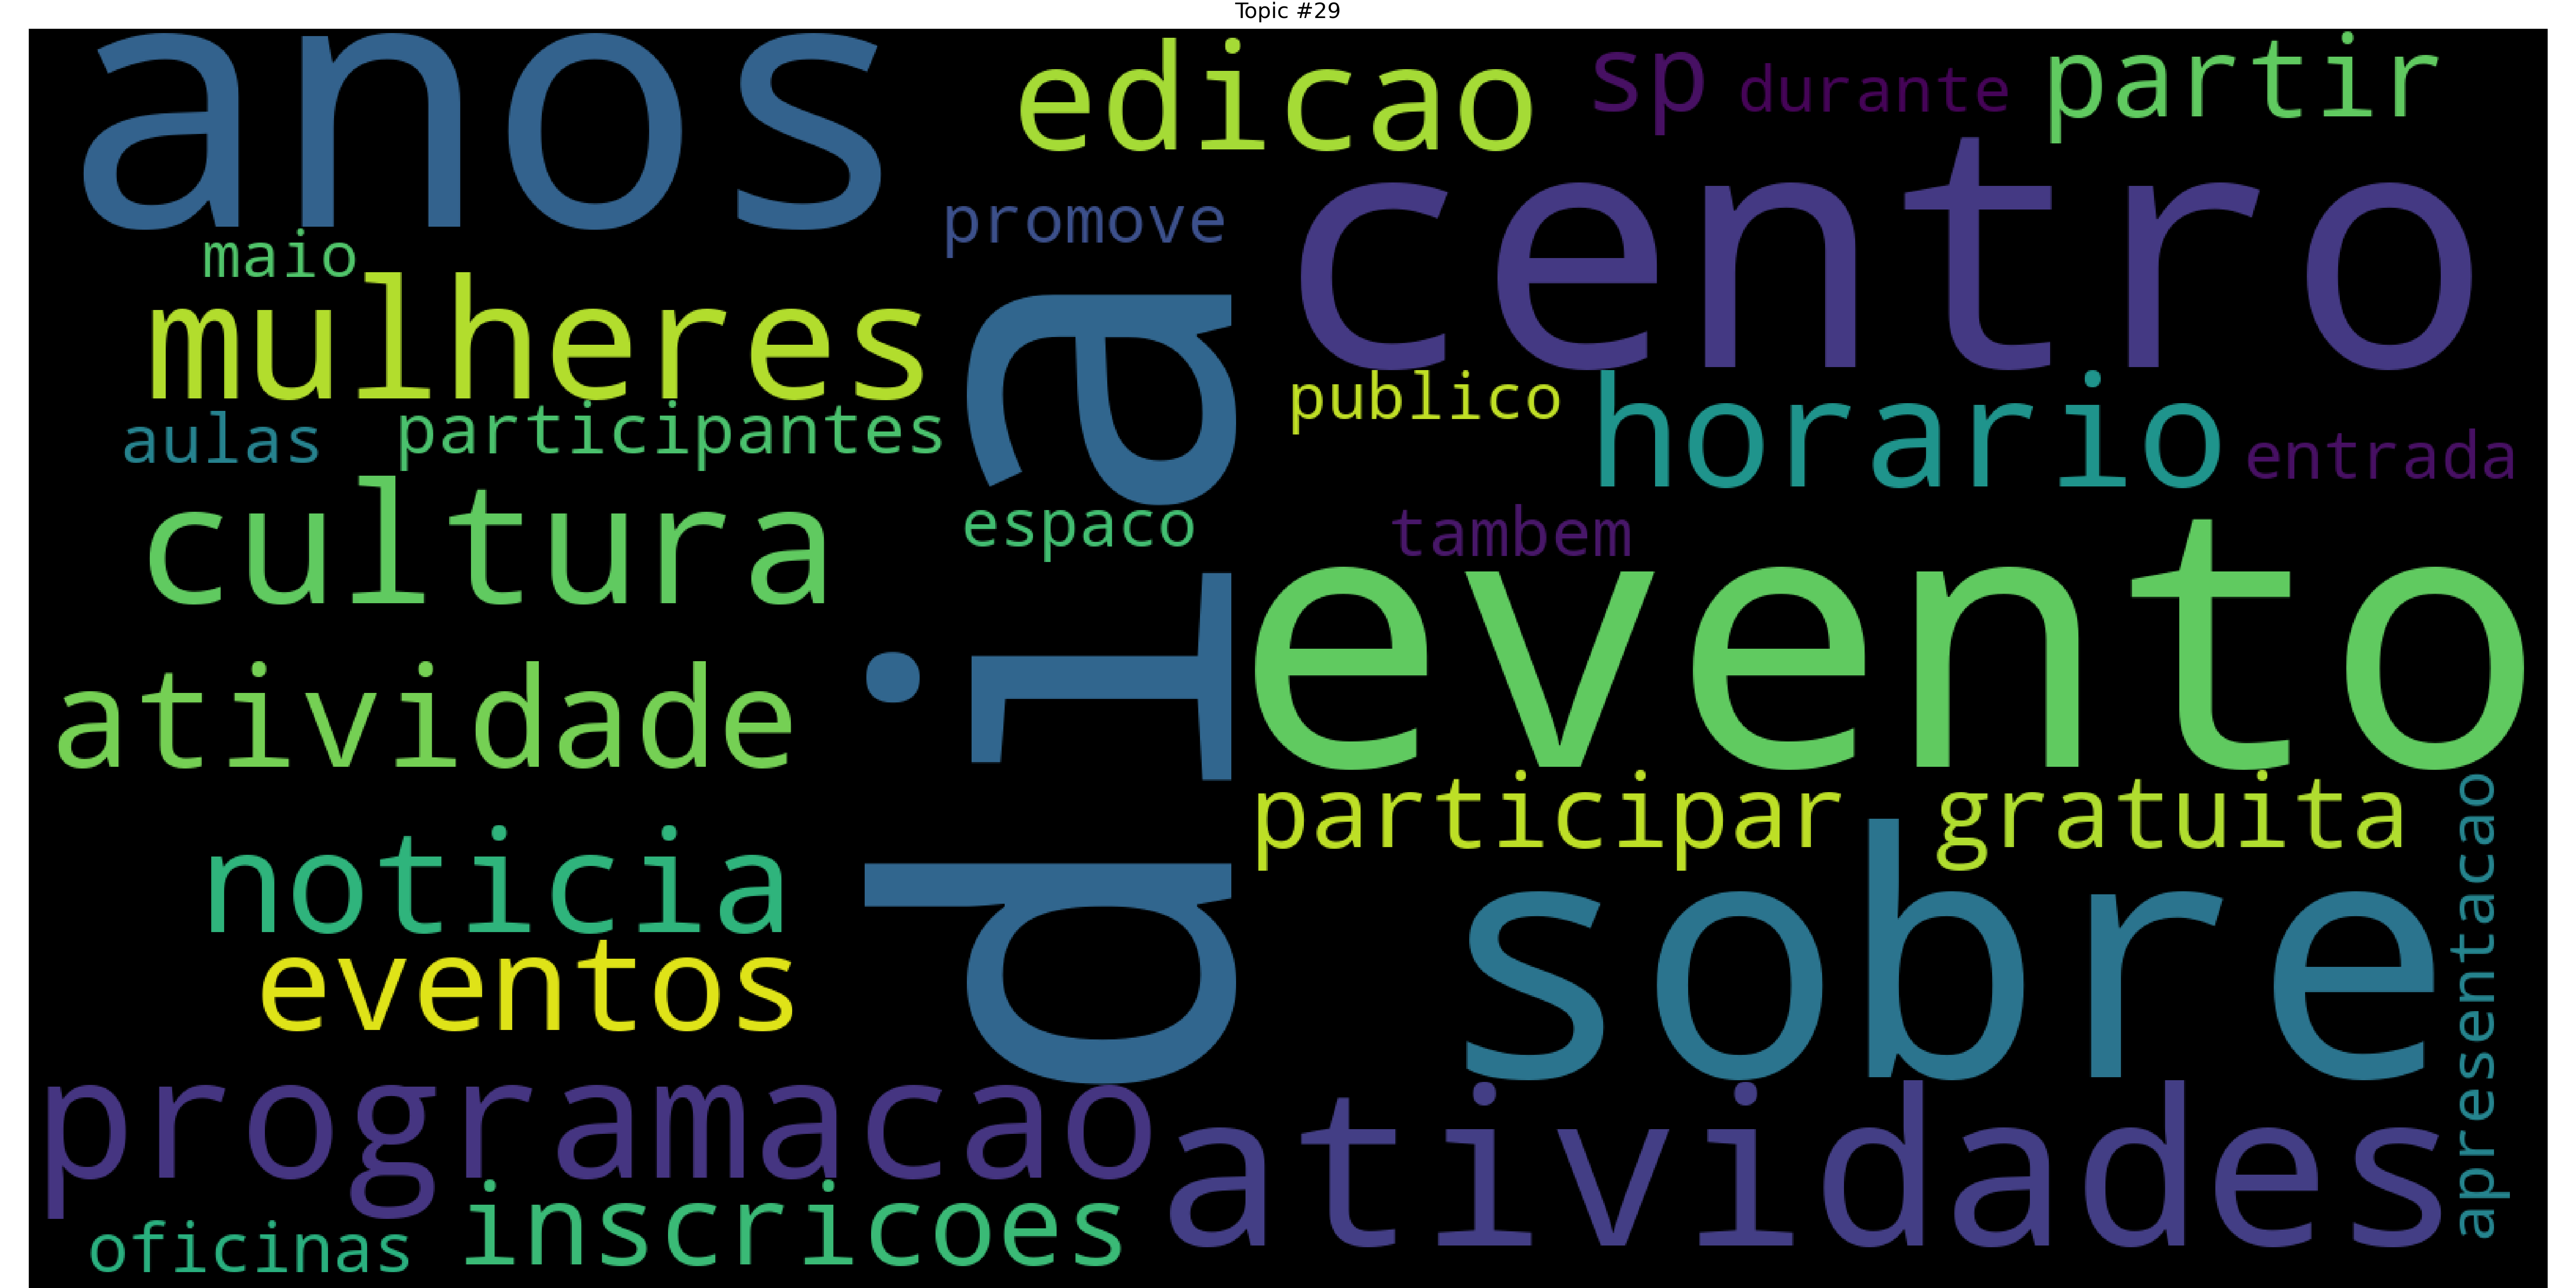 Topic #29
anos
edicao
sp
durante
partir
promove
centro
maio
mulheres
dia
publico
horario
entrada
aulas
participantes
cultura
espaco
tambem
evento
atividade
participar
gratuita
noticia
sobre
apresentacao
eventos
programacao
atividades
oficinas
inscricoes